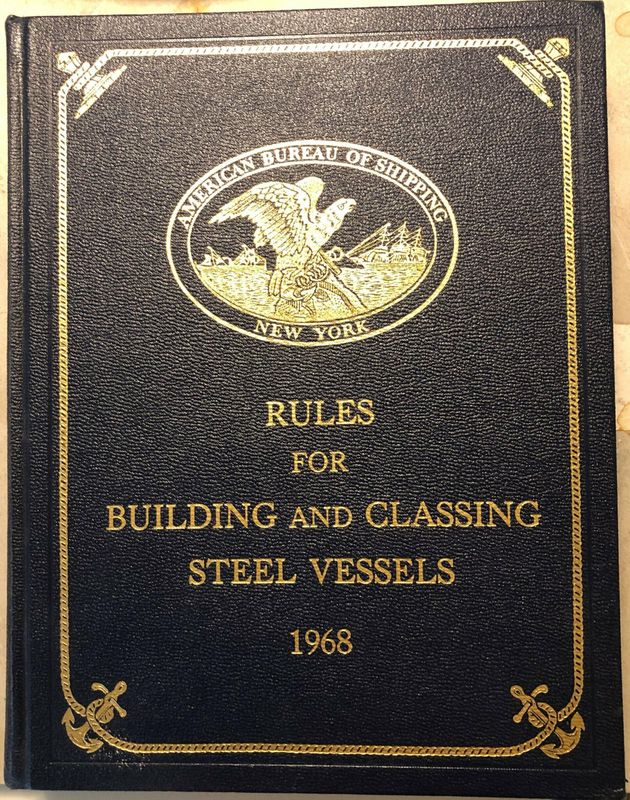 AMERICAN BUREAU OF SHIPPING
NEW YORK
RULES
FOR
BUILDING AND CLASSING
STEEL VESSELS
1968